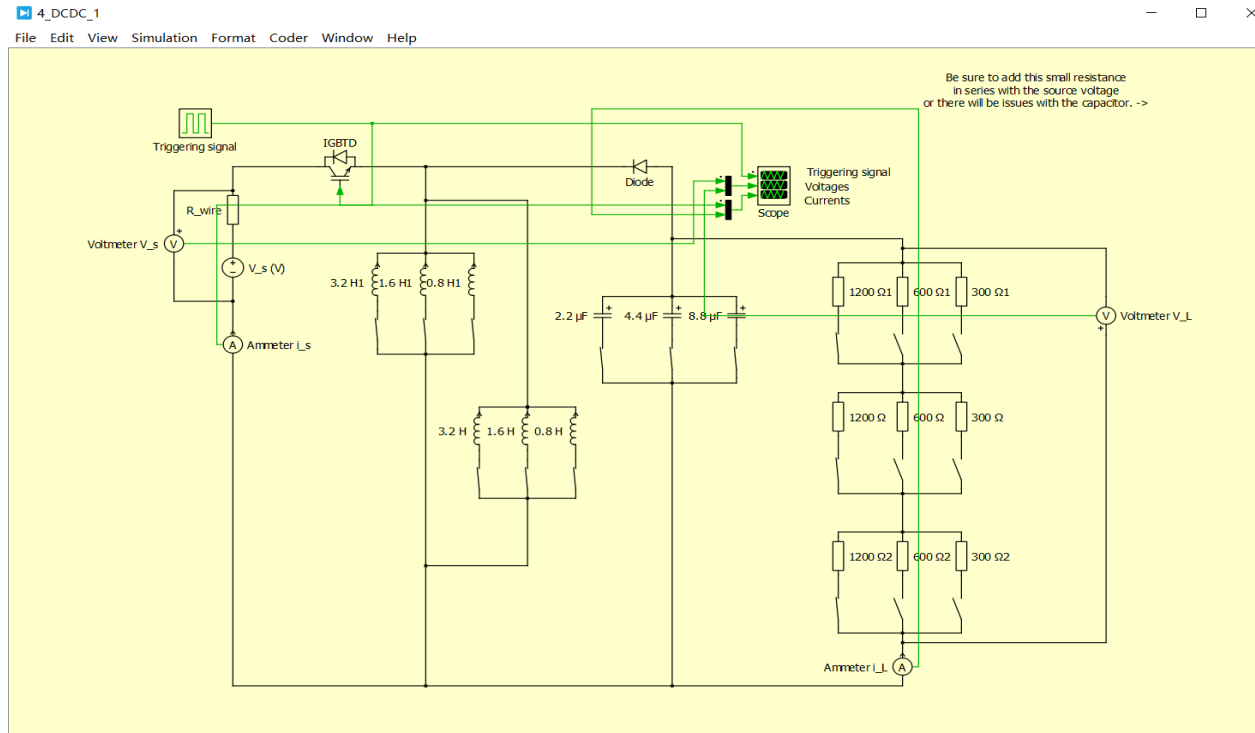 4_DCDC_1
File Edit View Simulation Format Coder Window Help
Be sure to add this small resistance
in series with the source voltage
or there will be issues with the capacitor. ->
Triggering signal
IGBTD
Diode
Triggering signal
Voltages
Currents
Scope
R_wire
Voltmeter V_s
V
V_s (V)
3.2 H1
1.6 H1
0.8 H1
1200 Ω1
600 Ω1
300 Ω1
2.2 µF
4.4 µF
8.8 µF
V
Voltmeter V_L
A
Ammeter i_s
1200 Ω
600 Ω
300 Ω
3.2 H
1.6 H
0.8 H
1200 Ω2
600 Ω2
300 Ω2
Ammeter i_L
A